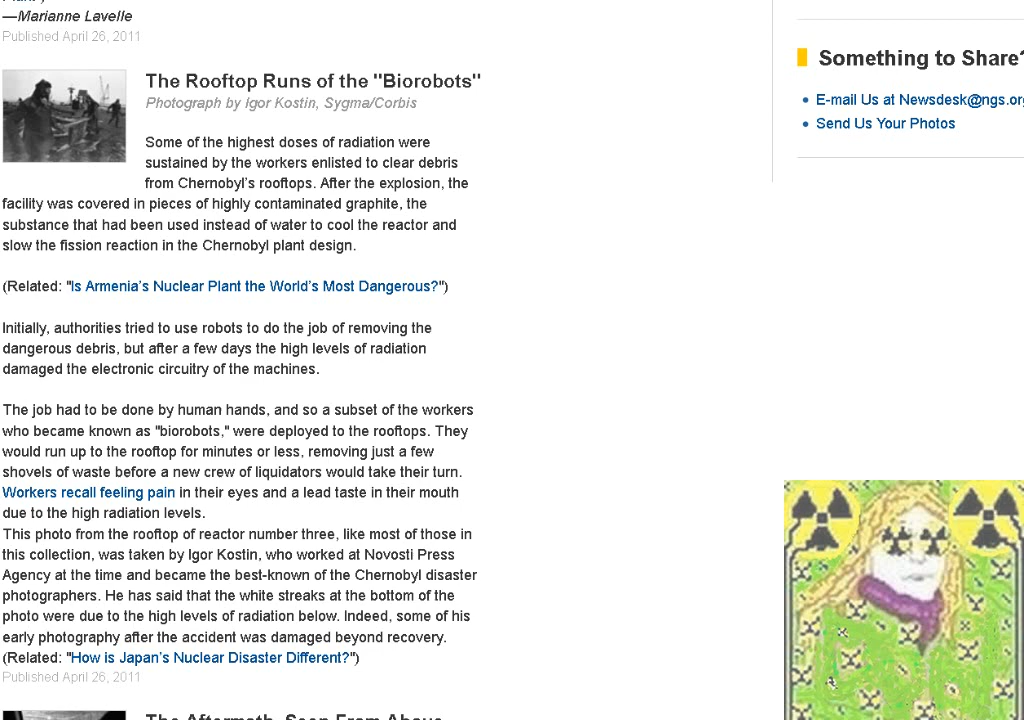 —Marianne Lavelle
Published April 26, 2011
The Rooftop Runs of the "Biorobots"
Photograph by Igor Kostin, Sygma/Corbis
Some of the highest doses of radiation were
sustained by the workers enlisted to clear debris
from Chernobyl's rooftops. After the explosion, the
facility was covered in pieces of highly contaminated graphite, the
substance that had been used instead of water to cool the reactor and
slow the fission reaction in the Chernobyl plant design.
(Related: "Is Armenia's Nuclear Plant the World's Most Dangerous?")
Initially, authorities tried to use robots to do the job of removing the
dangerous debris, but after a few days the high levels of radiation
damaged the electronic circuitry of the machines.
The job had to be done by human hands, and so a subset of the workers
who became known as "biorobots," were deployed to the rooftops. They
would run up to the rooftop for minutes or less, removing just a few
shovels of waste before a new crew of liquidators would take their turn.
Workers recall feeling pain in their eyes and a lead taste in their mouth
due to the high radiation levels.
This photo from the rooftop of reactor number three, like most of those in
this collection, was taken by Igor Kostin, who worked at Novosti Press
Agency at the time and became the best-known of the Chernobyl disaster
photographers. He has said that the white streaks at the bottom of the
photo were due to the high levels of radiation below. Indeed, some of his
early photography after the accident was damaged beyond recovery.
(Related: "How is Japan's Nuclear Disaster Different?")
Published April 26, 2011
The Aftermath, Seen From Above
Something to Share?
E-mail Us at Newsdesk@ngs.org
Send Us Your Photos